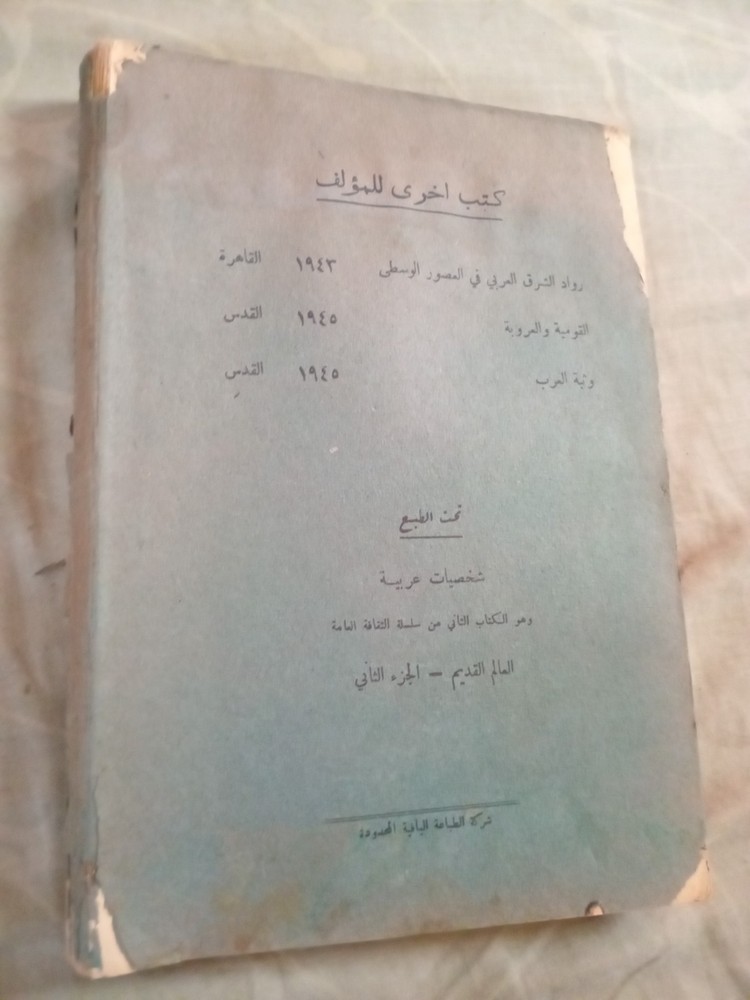 كتب اخرى للمؤلف
رواد الشرق العربي في العصور الوسطى ١٩٤٣ القاهرة
القومية والعروبة ١٩٤٥ القدس
وثبة العرب ١٩٤٥ القدس
تحت الطبع
شخصيات عربية
وهو الكتاب الثاني من سلسلة الثقافة العامة
العالم القديم – الجزء الثاني
شركة الطباعة اليافية المحدودة